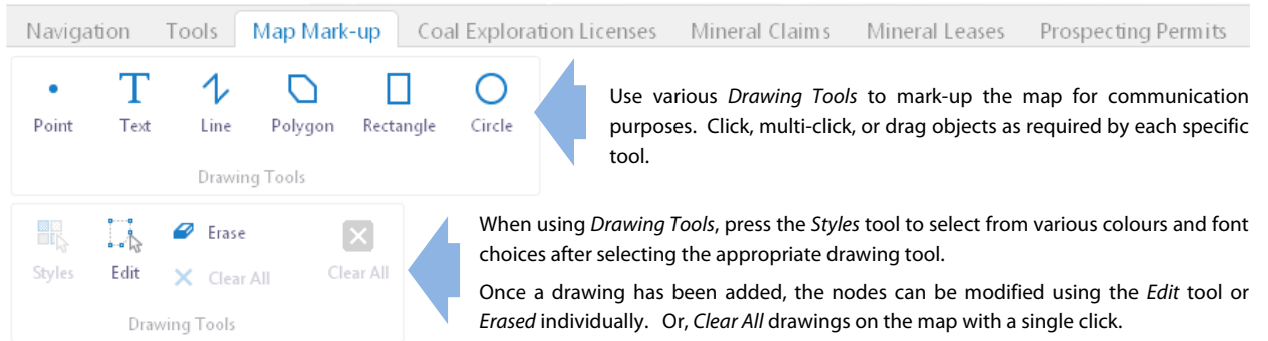 Navigation Tools Map Mark-up Coal Exploration Licenses Mineral Claims Mineral Leases Prospecting Permits
Point Text Line Polygon Rectangle Circle
Drawing Tools
Use various Drawing Tools to mark-up the map for communication
purposes. Click, multi-click, or drag objects as required by each specific
tool.
Styles Edit Erase Clear All Clear All
Drawing Tools
When using Drawing Tools, press the Styles tool to select from various colours and font
choices after selecting the appropriate drawing tool.
Once a drawing has been added, the nodes can be modified using the Edit tool or
Erased individually. Or, Clear All drawings on the map with a single click.